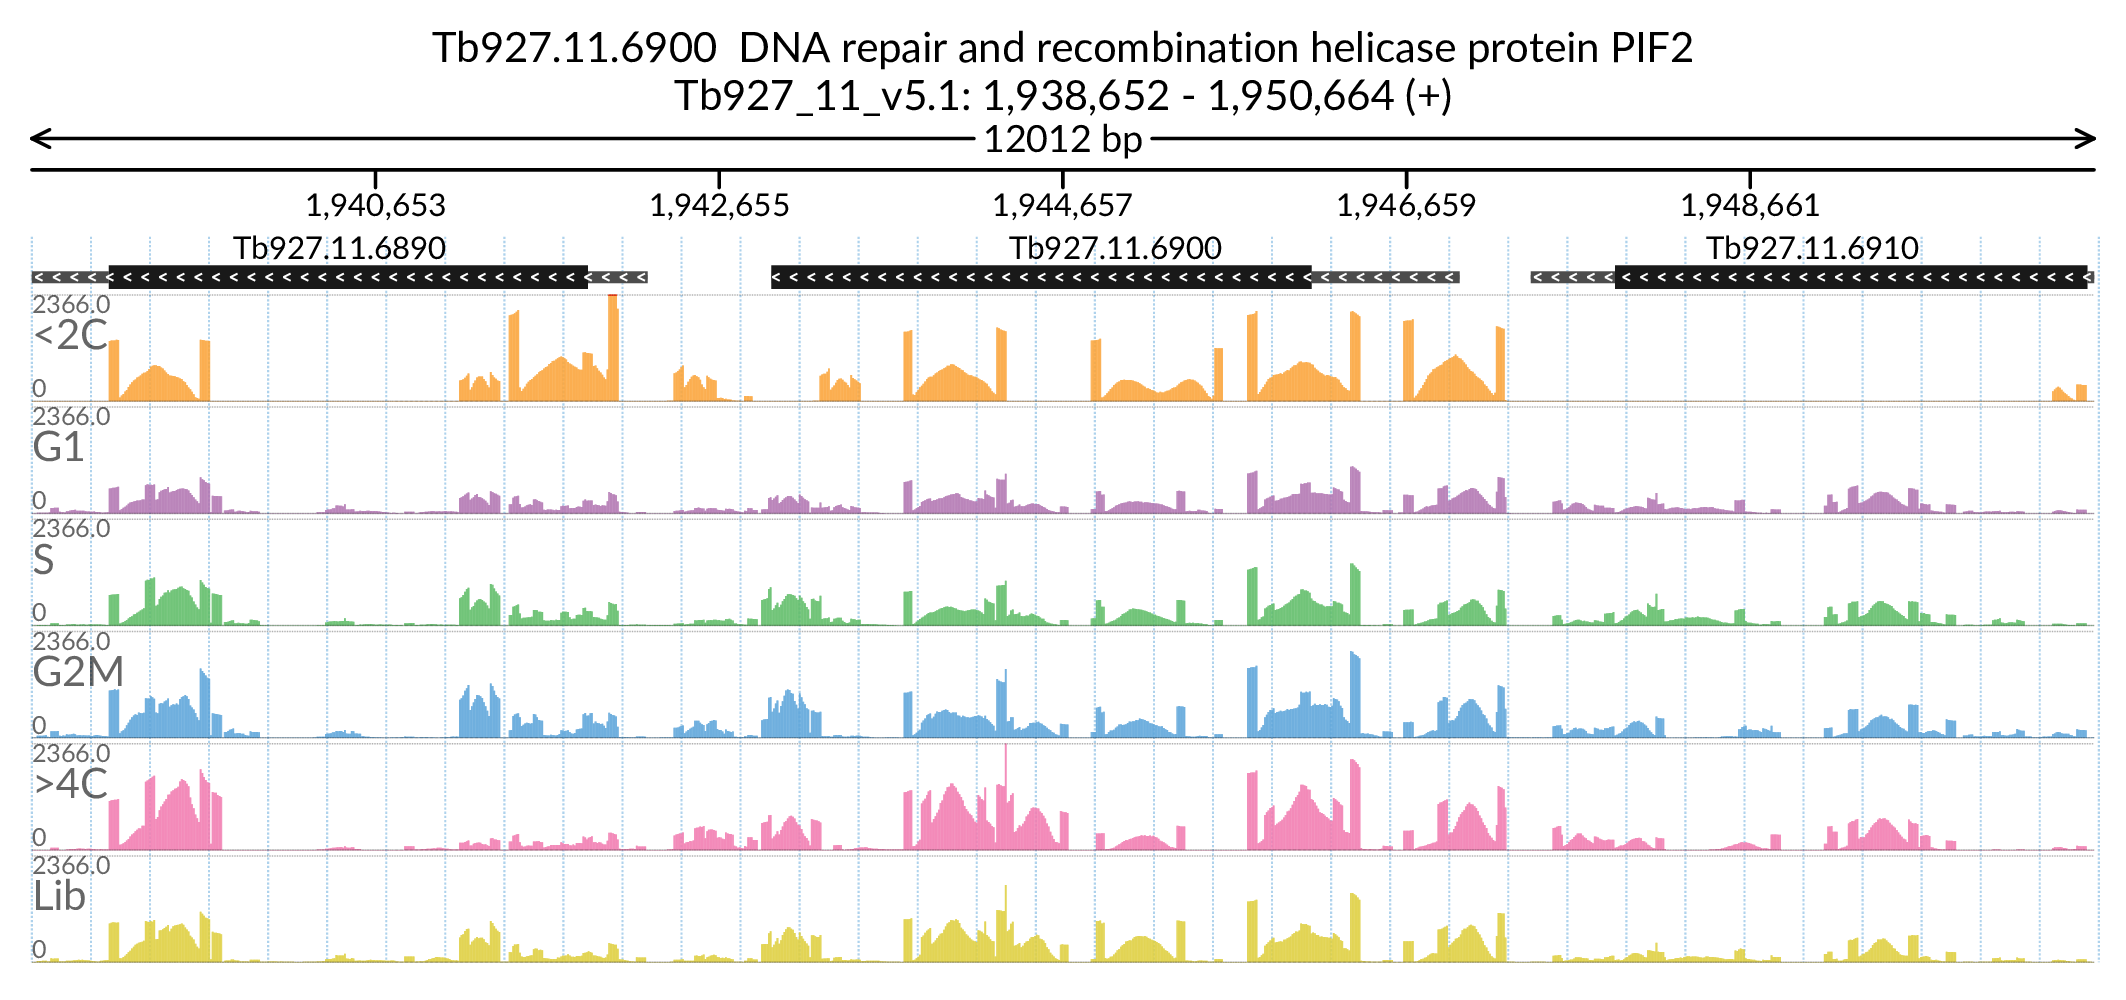 Tb927.11.6900  DNA repair and recombination helicase protein PIF2
Tb927_11_v5.1: 1,938,652 - 1,950,664 (+)
12012 bp
1,940,653 1,942,655 1,944,657 1,946,659 1,948,661
Tb927.11.6890 Tb927.11.6900 Tb927.11.6910
2366.0
<2C
0
2366.0
G1
0
2366.0
S
0
2366.0
G2M
0
2366.0
>4C
0
2366.0
Lib
0